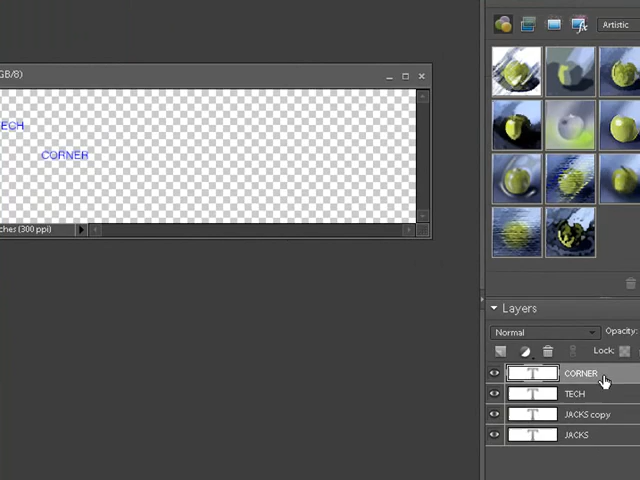 GB/8)
Artistic
ECH
CORNER
ches (300 ppi)
Layers
Normal
Opacity:
Lock:
CORNER
TECH
JACKS copy
JACKS